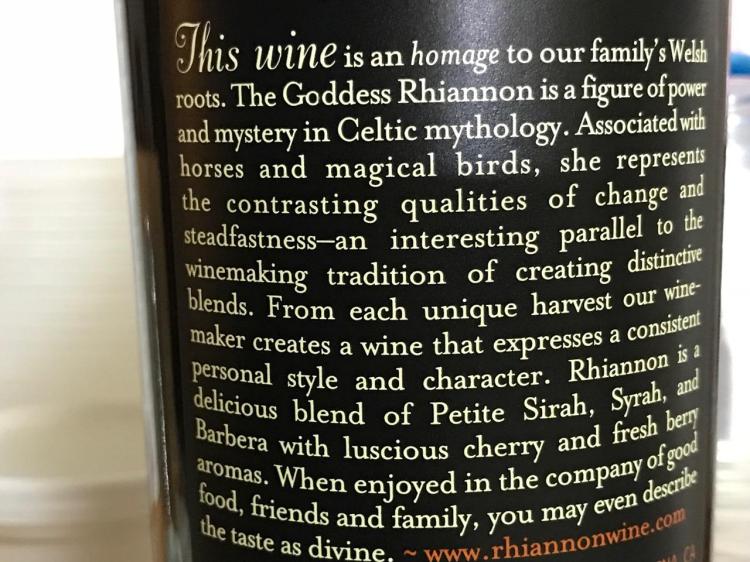 This wine is an homage to our family's Welsh
roots. The Goddess Rhiannon is a figure of power
and mystery in Celtic mythology. Associated with
horses and magical birds, she represents
the contrasting qualities of change and
steadfastness—an interesting parallel to the
winemaking tradition of creating distinctive
blends. From each unique harvest our wine-
maker creates a wine that expresses a consistent
personal style and character. Rhiannon is a
delicious blend of Petite Sirah, Syrah, and
Barbera with luscious cherry and fresh berry
aromas. When enjoyed in the company of good
food, friends and family, you may even describe
the taste as divine. ~ www.rhiannonwine.com
CA